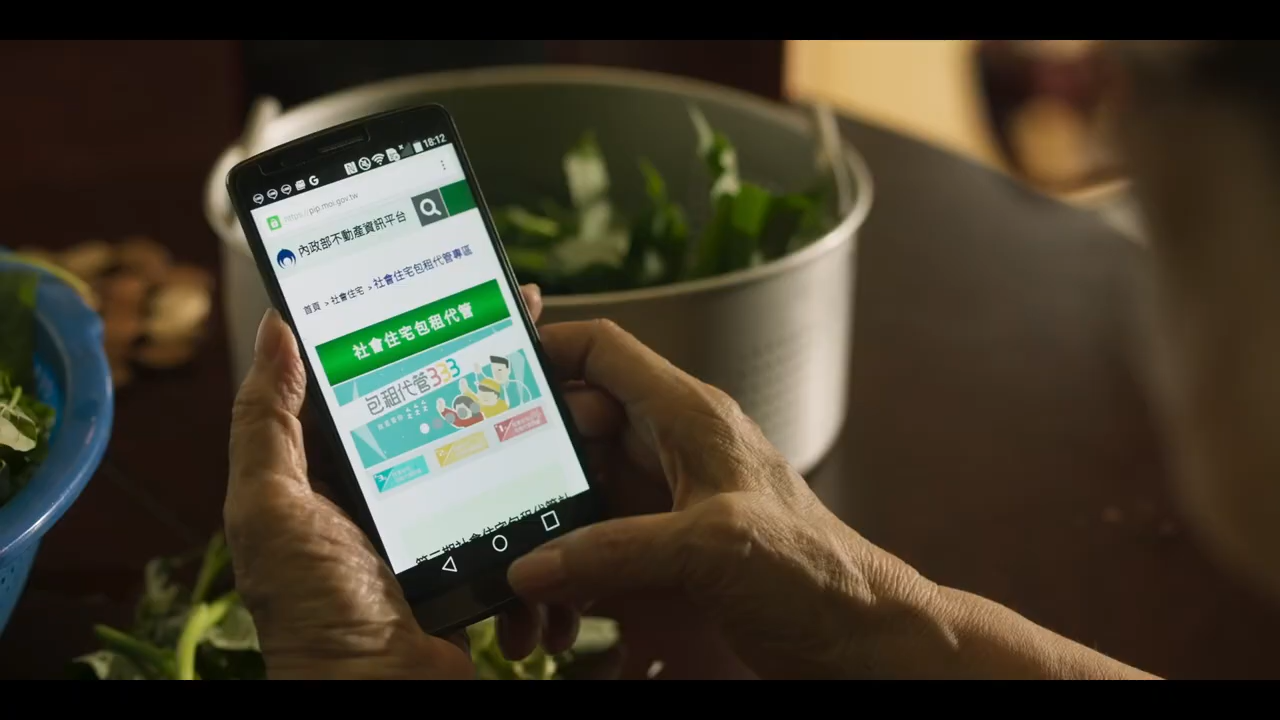 18:12
https://pip.moi.gov.tw
內政部不動產資訊平台
首頁 > 社會住宅 > 社會住宅包租代管專區
社會住宅包租代管
包租代管333